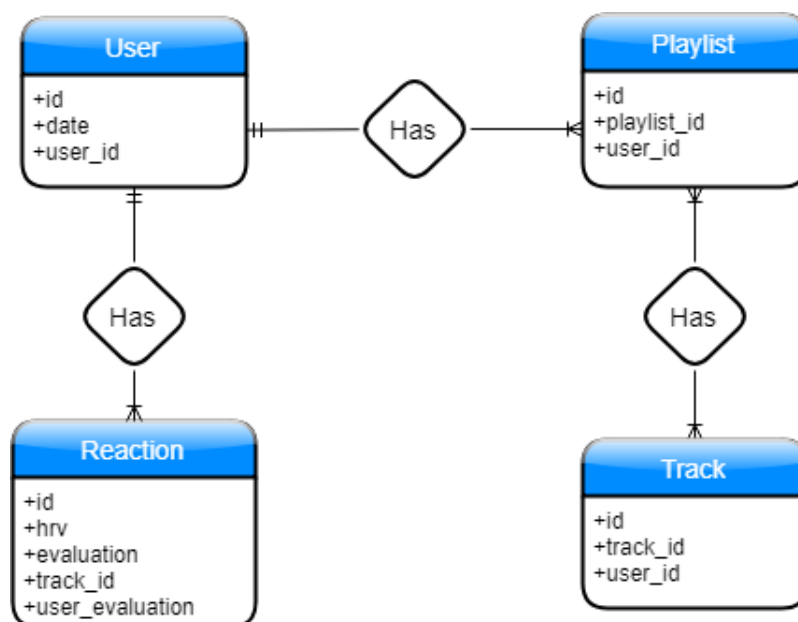 User
+id
+date
+user_id
Has
Playlist
+id
+playlist_id
+user_id
Has
Has
Reaction
+id
+hrv
+evaluation
+track_id
+user_evaluation
Track
+id
+track_id
+user_id